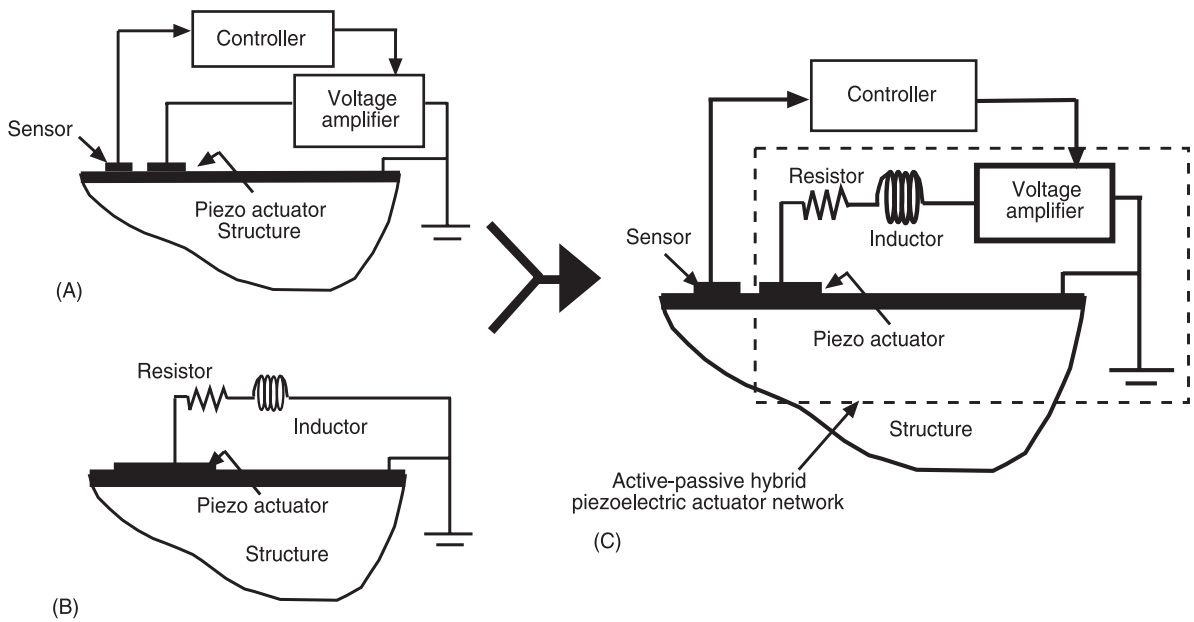 Controller
Voltage
amplifier
Sensor
Piezo actuator
Structure
(A)
Resistor
Inductor
Piezo actuator
Structure
(B)
Controller
Resistor
Voltage
amplifier
Inductor
Sensor
Piezo actuator
Structure
Active-passive hybrid
piezoelectric actuator network
(C)